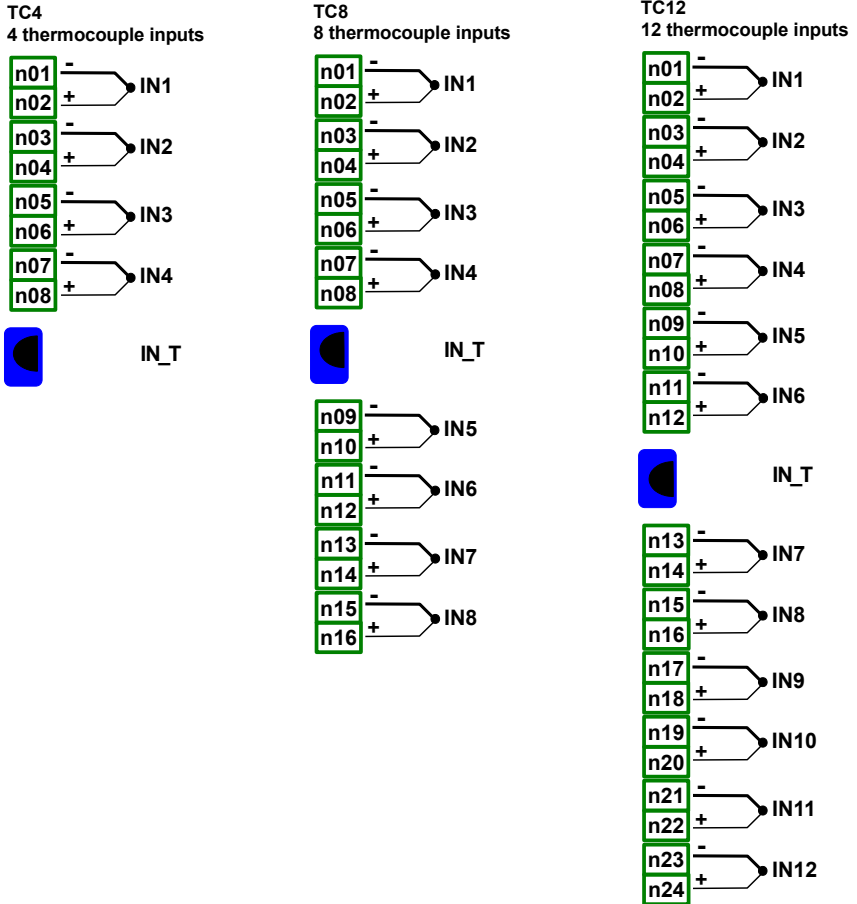 TC4
4 thermocouple inputs
n01 -
IN1
n02 +
n03 -
IN2
n04 +
n05 -
IN3
n06 +
n07 -
IN4
n08 +
IN_T
TC8
8 thermocouple inputs
n01 -
IN1
n02 +
n03 -
IN2
n04 +
n05 -
IN3
n06 +
n07 -
IN4
n08 +
IN_T
n09 -
IN5
n10 +
n11 -
IN6
n12 +
n13 -
IN7
n14 +
n15 -
IN8
n16 +
TC12
12 thermocouple inputs
n01 -
IN1
n02 +
n03 -
IN2
n04 +
n05 -
IN3
n06 +
n07 -
IN4
n08 +
n09 -
IN5
n10 +
n11 -
IN6
n12 +
IN_T
n13 -
IN7
n14 +
n15 -
IN8
n16 +
n17 -
IN9
n18 +
n19 -
IN10
n20 +
n21 -
IN11
n22 +
n23 -
IN12
n24 +